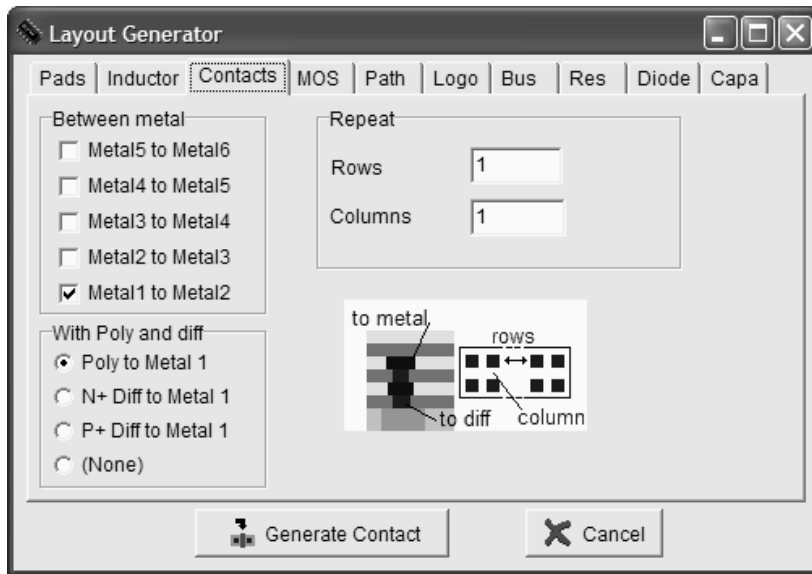 Layout Generator
Pads Inductor Contacts MOS Path Logo Bus Res Diode Capa
Between metal
Metal5 to Metal6
Metal4 to Metal5
Metal3 to Metal4
Metal2 to Metal3
Metal1 to Metal2
With Poly and diff
Poly to Metal 1
N+ Diff to Metal 1
P+ Diff to Metal 1
(None)
Repeat
Rows 1
Columns 1
to metal
rows
to diff column
Generate Contact Cancel